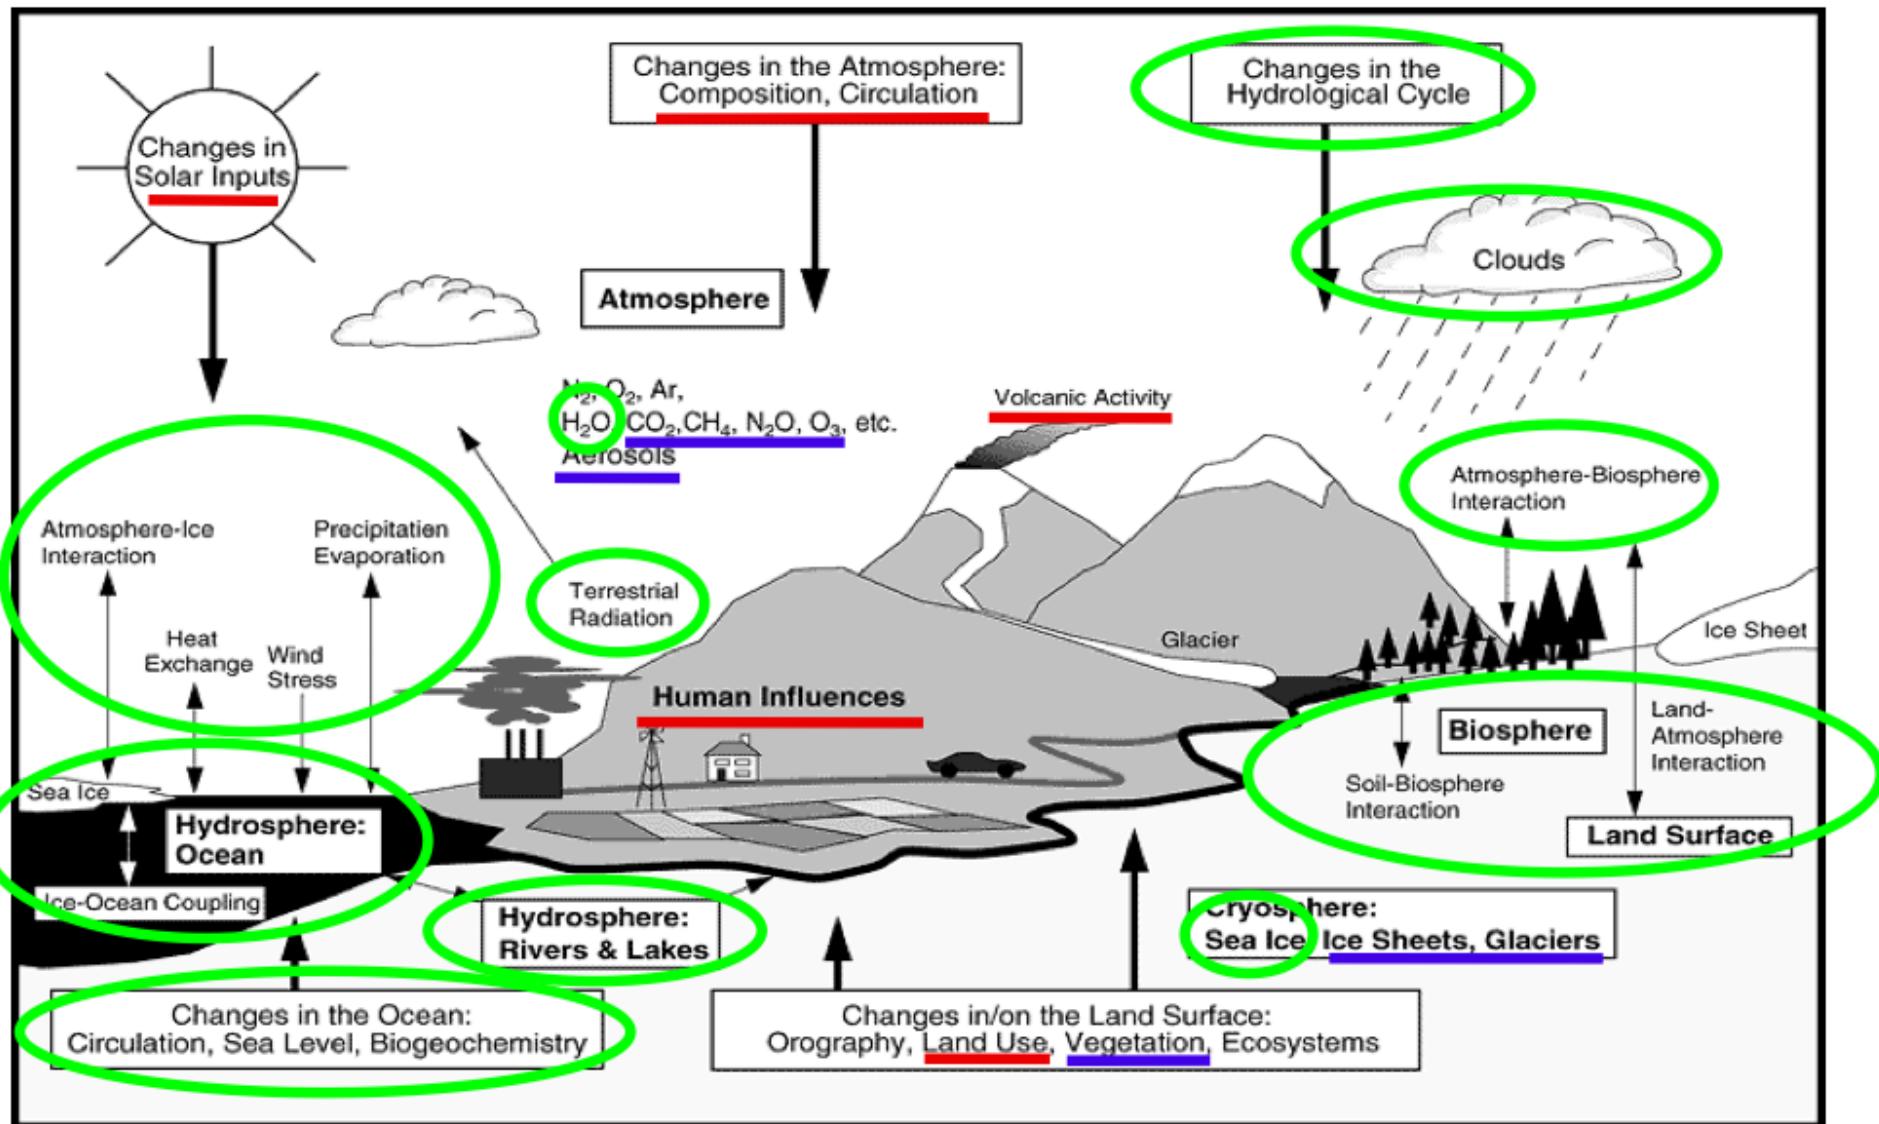 Changes in the Atmosphere:
Composition, Circulation
Changes in the
Hydrological Cycle
Changes in
Solar Inputs
Clouds
Atmosphere
N₂, O₂, Ar,
H₂O, CO₂,CH₄, N₂O, O₃, etc.
Aerosols
Volcanic Activity
Atmosphere-Biosphere
Interaction
Atmosphere-Ice
Interaction
Precipitation
Evaporation
Terrestrial
Radiation
Heat
Exchange
Wind
Stress
Glacier
Ice Sheet
Human Influences
Biosphere
Land-
Atmosphere
Interaction
Soil-Biosphere
Interaction
Sea Ice
Hydrosphere:
Ocean
Land Surface
Ice-Ocean Coupling
Hydrosphere:
Rivers & Lakes
Cryosphere:
Sea Ice, Ice Sheets, Glaciers
Changes in the Ocean:
Circulation, Sea Level, Biogeochemistry
Changes in/on the Land Surface:
Orography, Land Use, Vegetation, Ecosystems